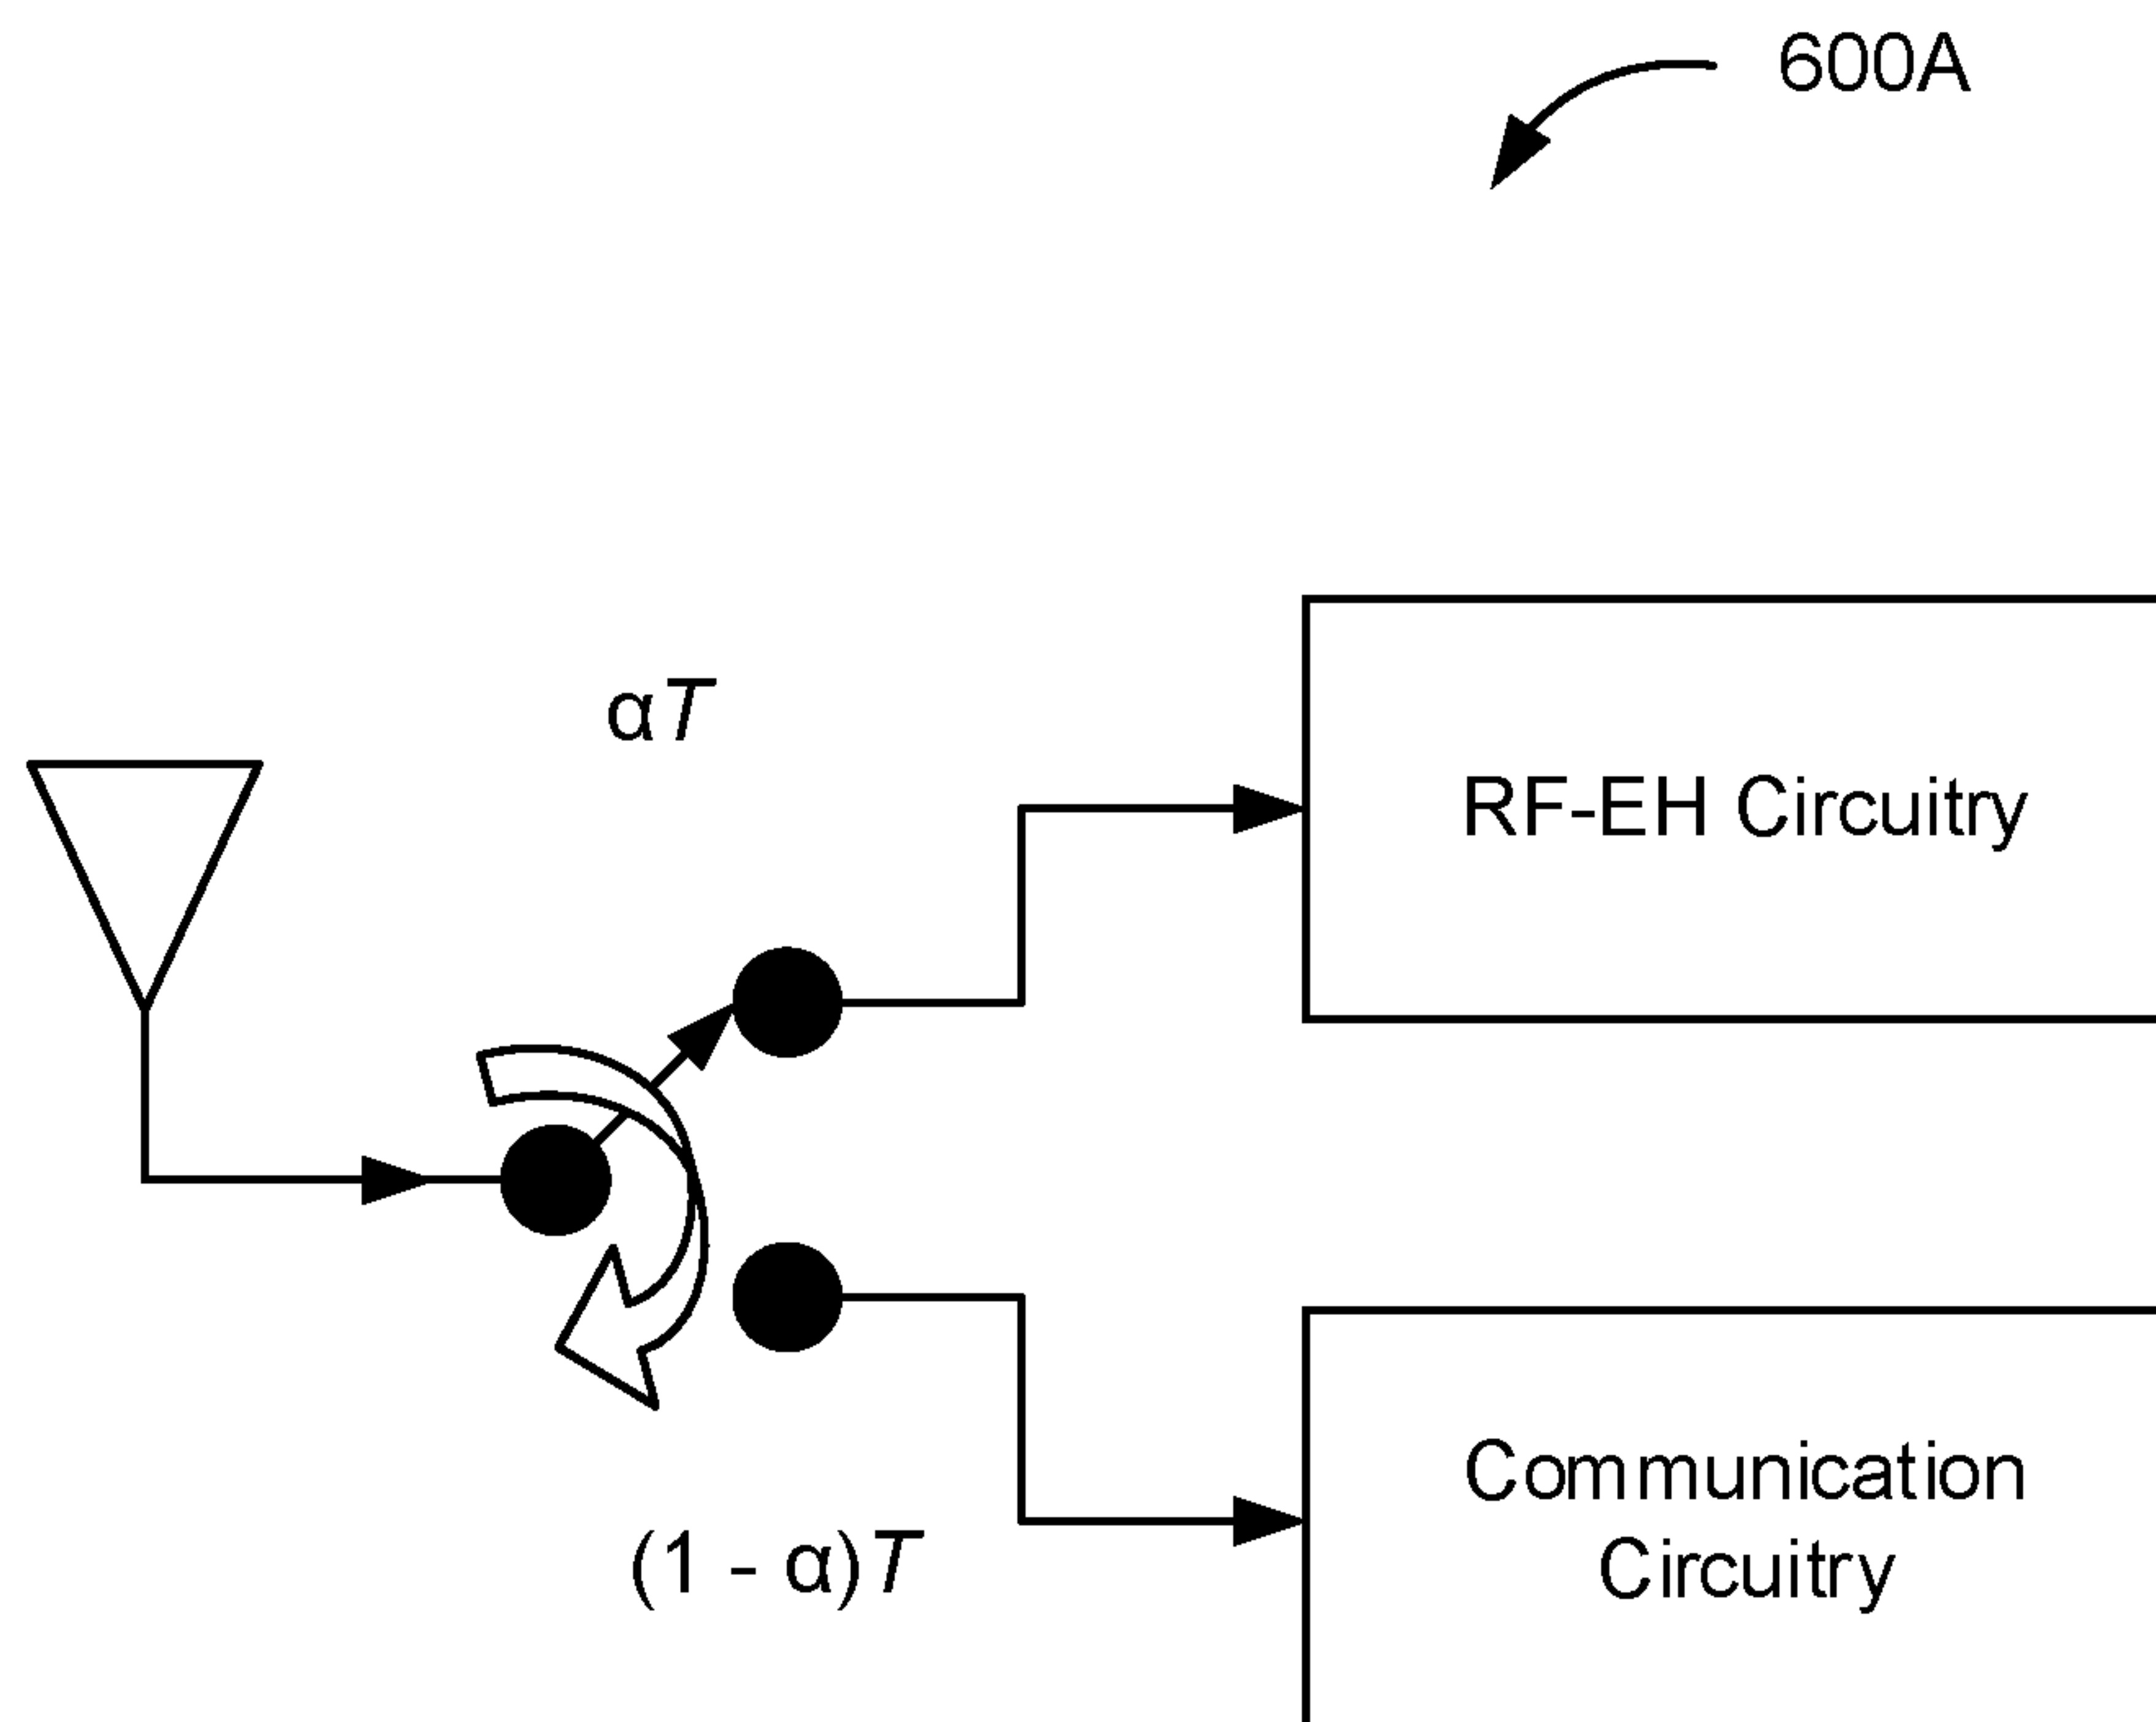 600A
αT
RF-EH Circuitry
Communication
Circuitry
(1 - α)T